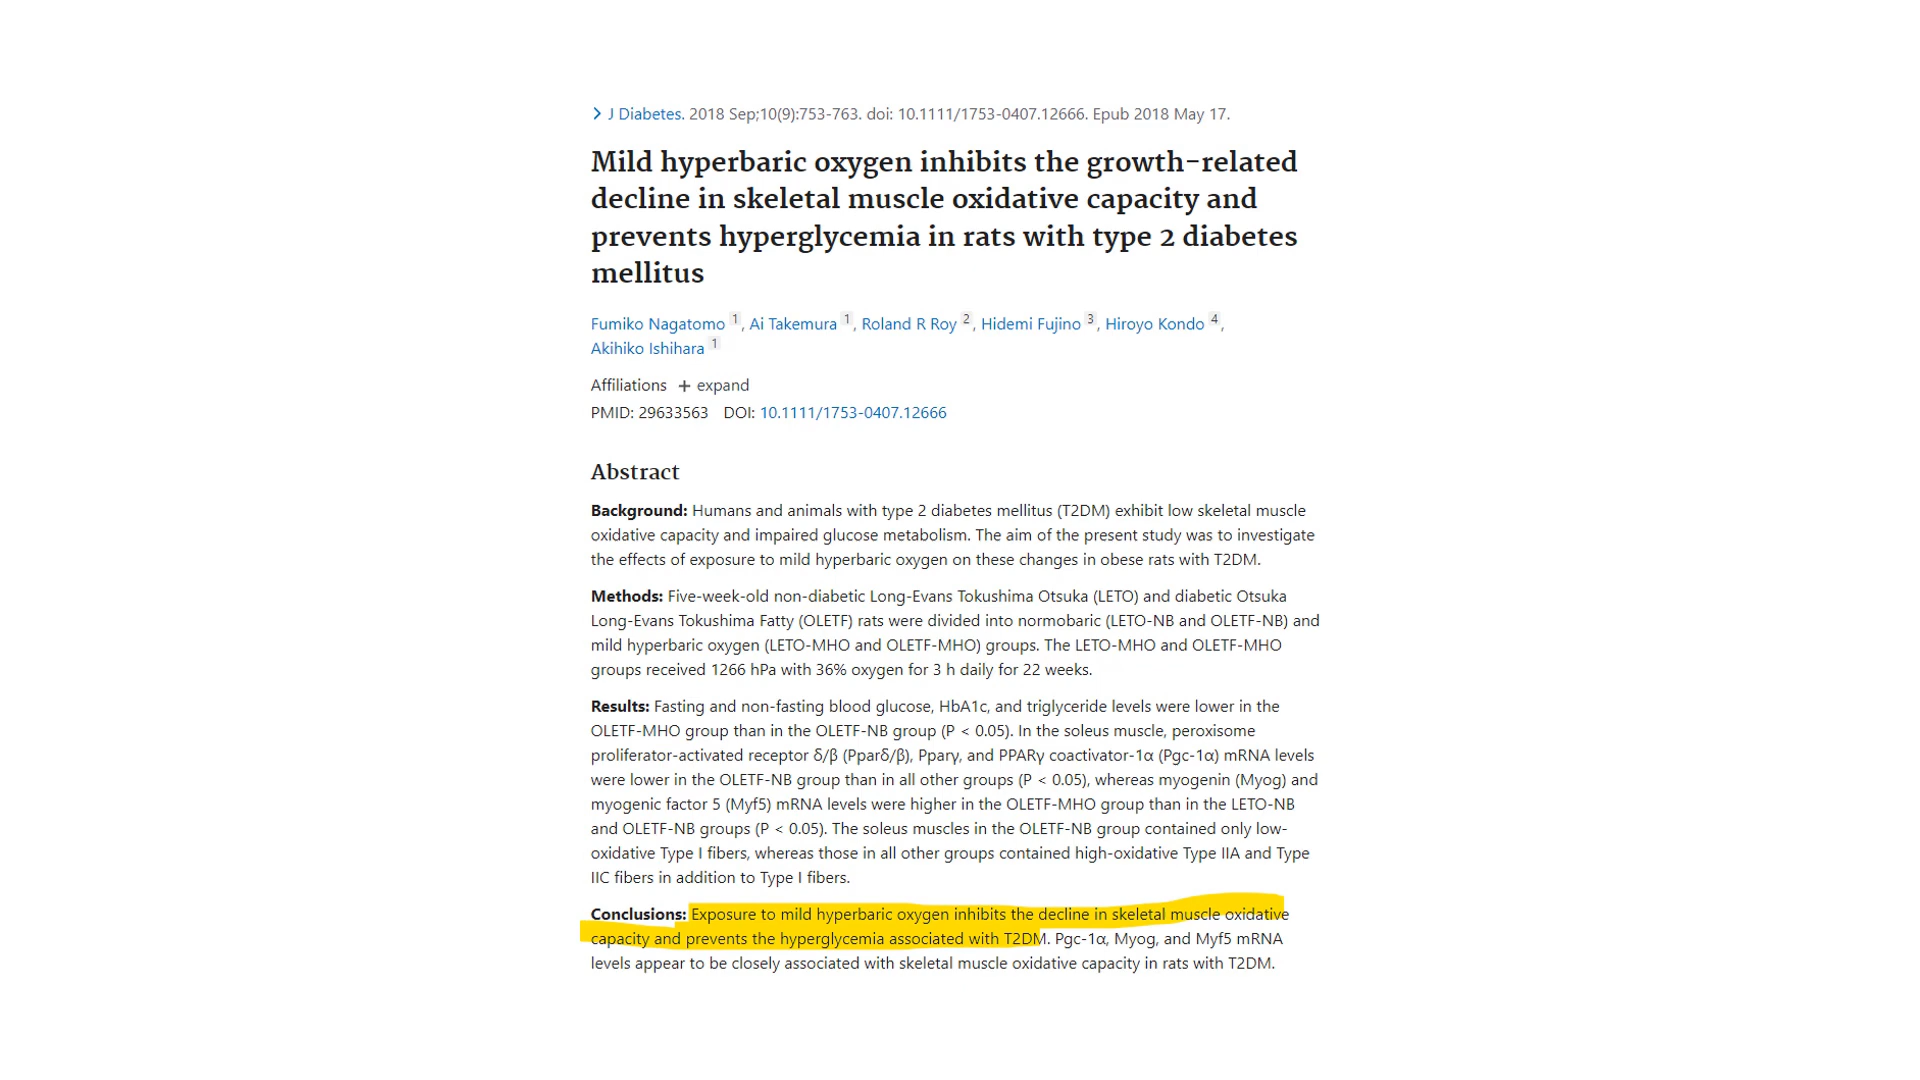 J Diabetes. 2018 Sep;10(9):753-763. doi: 10.1111/1753-0407.12666. Epub 2018 May 17.
Mild hyperbaric oxygen inhibits the growth-related
decline in skeletal muscle oxidative capacity and
prevents hyperglycemia in rats with type 2 diabetes
mellitus
Fumiko Nagatomo 1, Ai Takemura 1, Roland R Roy 2, Hidemi Fujino 3, Hiroyo Kondo 4,
Akihiko Ishihara 1
Affiliations + expand
PMID: 29633563 DOI: 10.1111/1753-0407.12666
Abstract
Background: Humans and animals with type 2 diabetes mellitus (T2DM) exhibit low skeletal muscle
oxidative capacity and impaired glucose metabolism. The aim of the present study was to investigate
the effects of exposure to mild hyperbaric oxygen on these changes in obese rats with T2DM.
Methods: Five-week-old non-diabetic Long-Evans Tokushima Otsuka (LETO) and diabetic Otsuka
Long-Evans Tokushima Fatty (OLETF) rats were divided into normobaric (LETO-NB and OLETF-NB) and
mild hyperbaric oxygen (LETO-MHO and OLETF-MHO) groups. The LETO-MHO and OLETF-MHO
groups received 1266 hPa with 36% oxygen for 3 h daily for 22 weeks.
Results: Fasting and non-fasting blood glucose, HbA1c, and triglyceride levels were lower in the
OLETF-MHO group than in the OLETF-NB group (P < 0.05). In the soleus muscle, peroxisome
proliferator-activated receptor δ/β (Pparδ/β), Pparγ, and PPARγ coactivator-1α (Pgc-1α) mRNA levels
were lower in the OLETF-NB group than in all other groups (P < 0.05), whereas myogenin (Myog) and
myogenic factor 5 (Myf5) mRNA levels were higher in the OLETF-MHO group than in the LETO-NB
and OLETF-NB groups (P < 0.05). The soleus muscles in the OLETF-NB group contained only low-
oxidative Type I fibers, whereas those in all other groups contained high-oxidative Type IIA and Type
IIC fibers in addition to Type I fibers.
Conclusions: Exposure to mild hyperbaric oxygen inhibits the decline in skeletal muscle oxidative
capacity and prevents the hyperglycemia associated with T2DM. Pgc-1α, Myog, and Myf5 mRNA
levels appear to be closely associated with skeletal muscle oxidative capacity in rats with T2DM.